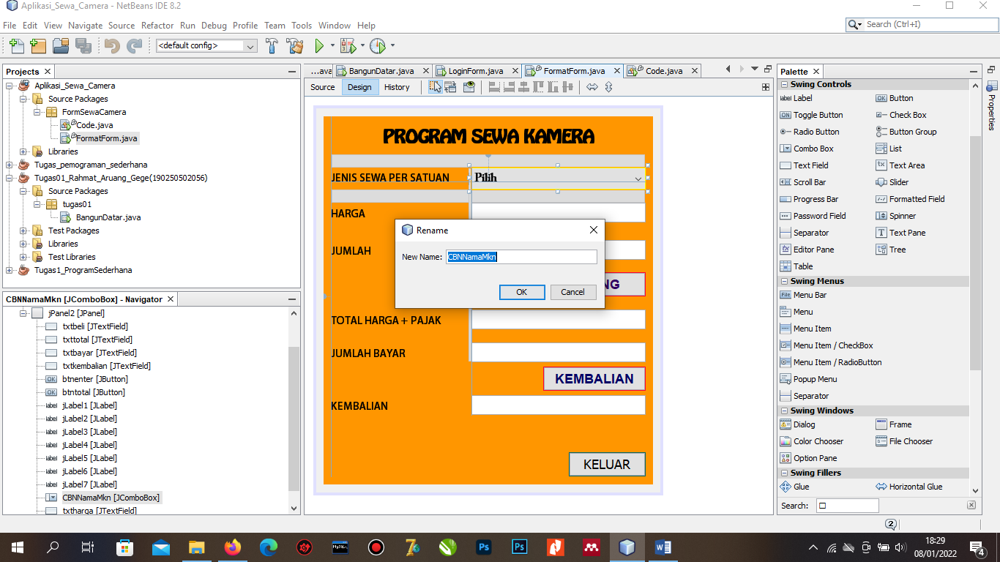 Aplikasi_Sewa_Camera - NetBeans IDE 8.2
File Edit View Navigate Source Refactor Run Debug Profile Team Tools Window Help
Search (Ctrl+I)
<default config>
Projects
Aplikasi_Sewa_Camera
Source Packages
FormSewaCamera
Code.java
FormatForm.java
Libraries
Tugas_pemograman_sederhana
Tugas01_Rahmat_Aruang_Gege(190250502056)
Source Packages
tugas01
BangunDatar.java
Test Packages
Libraries
Test Libraries
Tugas1_ProgramSederhana
CBNNamaMkn [JComboBox] - Navigator
jPanel2 [JPanel]
txtbeli [JTextField]
txttotal [JTextField]
txtbayar [JTextField]
txtkembalian [JTextField]
btnenter [JButton]
btntotal [JButton]
jLabel1 [JLabel]
jLabel2 [JLabel]
jLabel3 [JLabel]
jLabel4 [JLabel]
jLabel5 [JLabel]
jLabel6 [JLabel]
jLabel7 [JLabel]
CBNNamaMkn [JComboBox]
txtharga [JTextField]
...ava BangunDatar.java LoginForm.java FormatForm.java Code.java
Source Design History
PROGRAM SEWA KAMERA
JENIS SEWA PER SATUAN Pilih
HARGA
JUMLAH
NG
TOTAL HARGA + PAJAK
JUMLAH BAYAR
KEMBALIAN
KEMBALIAN
KELUAR
Rename
New Name: CBNNamaMkn
OK Cancel
Palette
Swing Controls
Label Button
Toggle Button Check Box
Radio Button Button Group
Combo Box List
Text Field Text Area
Scroll Bar Slider
Progress Bar Formatted Field
Password Field Spinner
Separator Text Pane
Editor Pane Tree
Table
Swing Menus
Menu Bar
Menu
Menu Item
Menu Item / CheckBox
Menu Item / RadioButton
Popup Menu
Separator
Swing Windows
Dialog Frame
Color Chooser File Chooser
Option Pane
Swing Fillers
Glue Horizontal Glue
Search:
Properties
2
MySQL
Ps Ps
18:29
08/01/2022
4